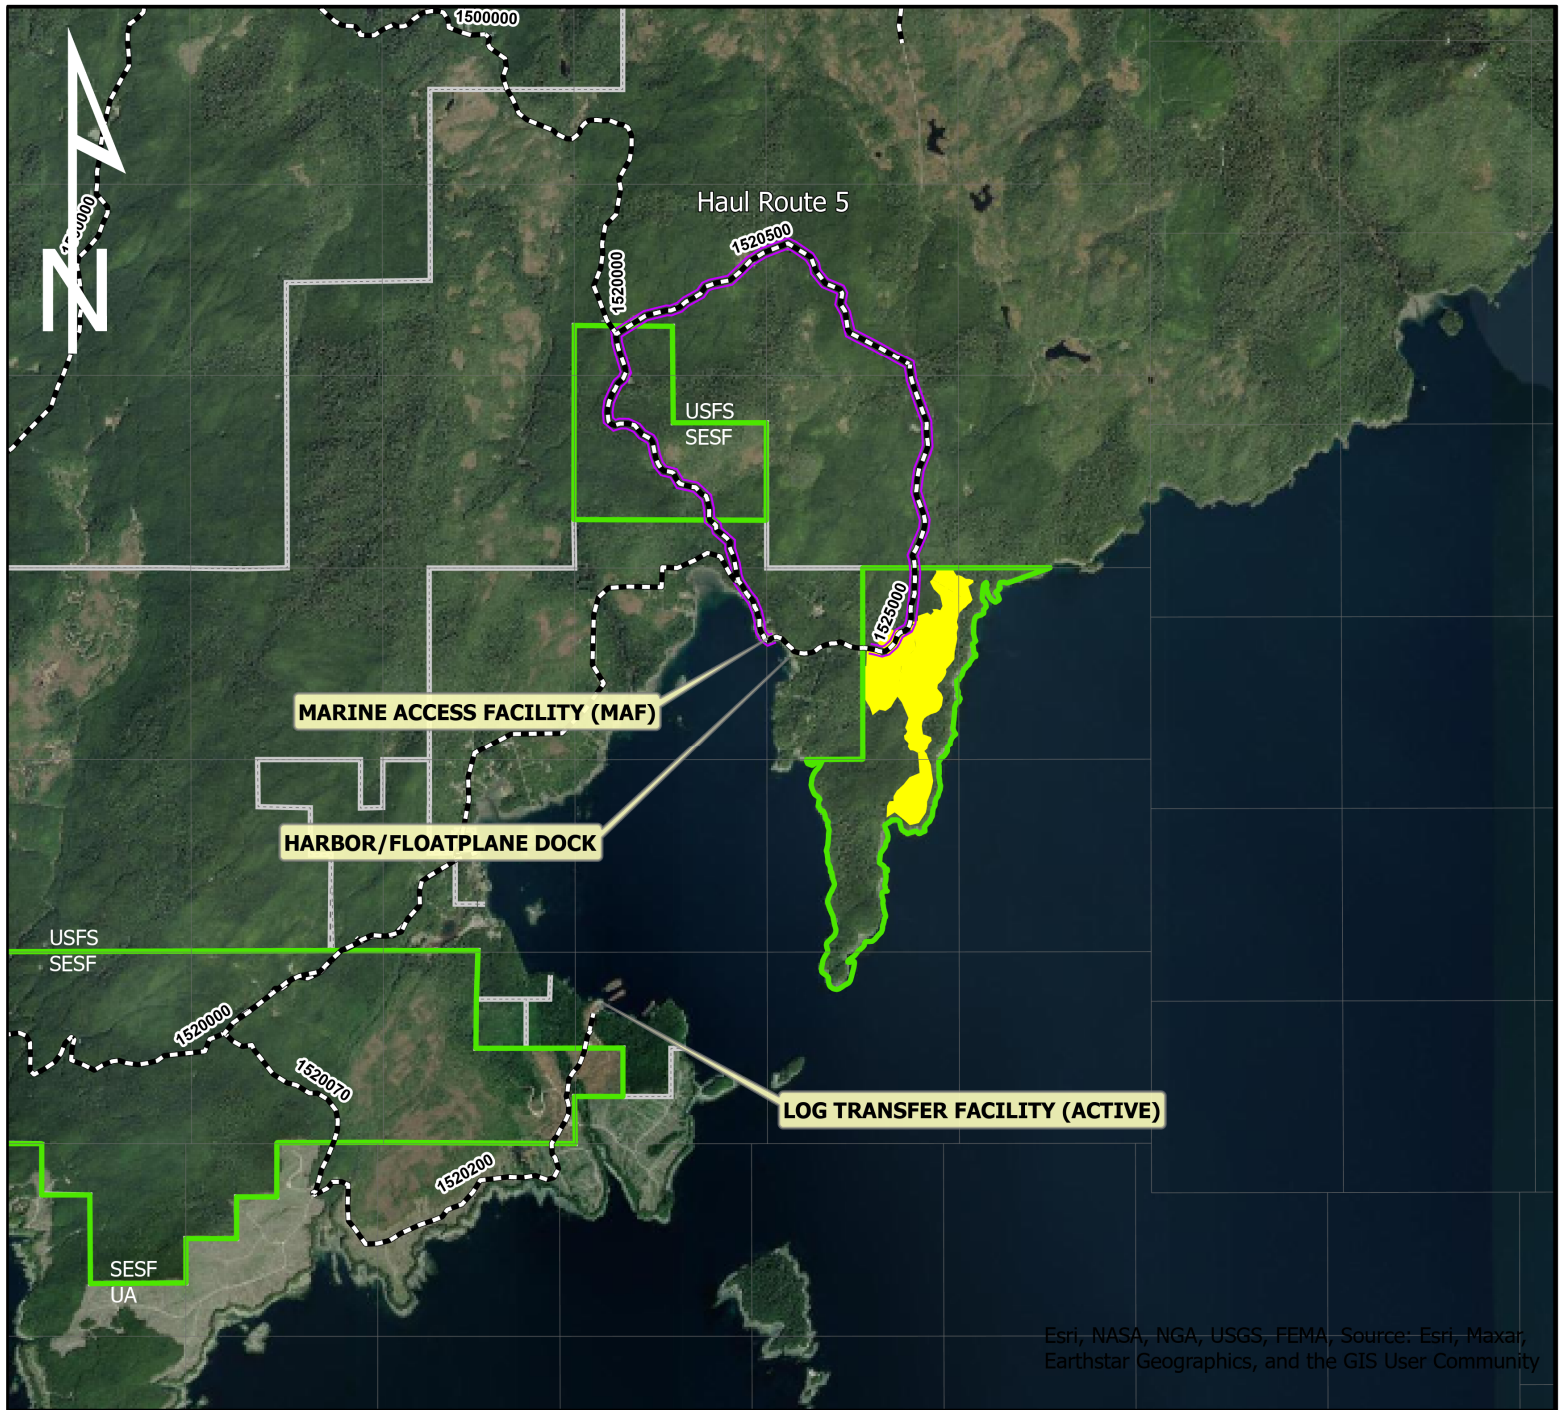 1500000
N
Haul Route 5
1520500
1520000
USFS
SESF
1525000
MARINE ACCESS FACILITY (MAF)
HARBOR/FLOATPLANE DOCK
USFS
SESF
1520000
1520070
LOG TRANSFER FACILITY (ACTIVE)
1520200
SESF
UA
Esri, NASA, NGA, USGS, FEMA, Source: Esri, Maxar,
Earthstar Geographics, and the GIS User Community